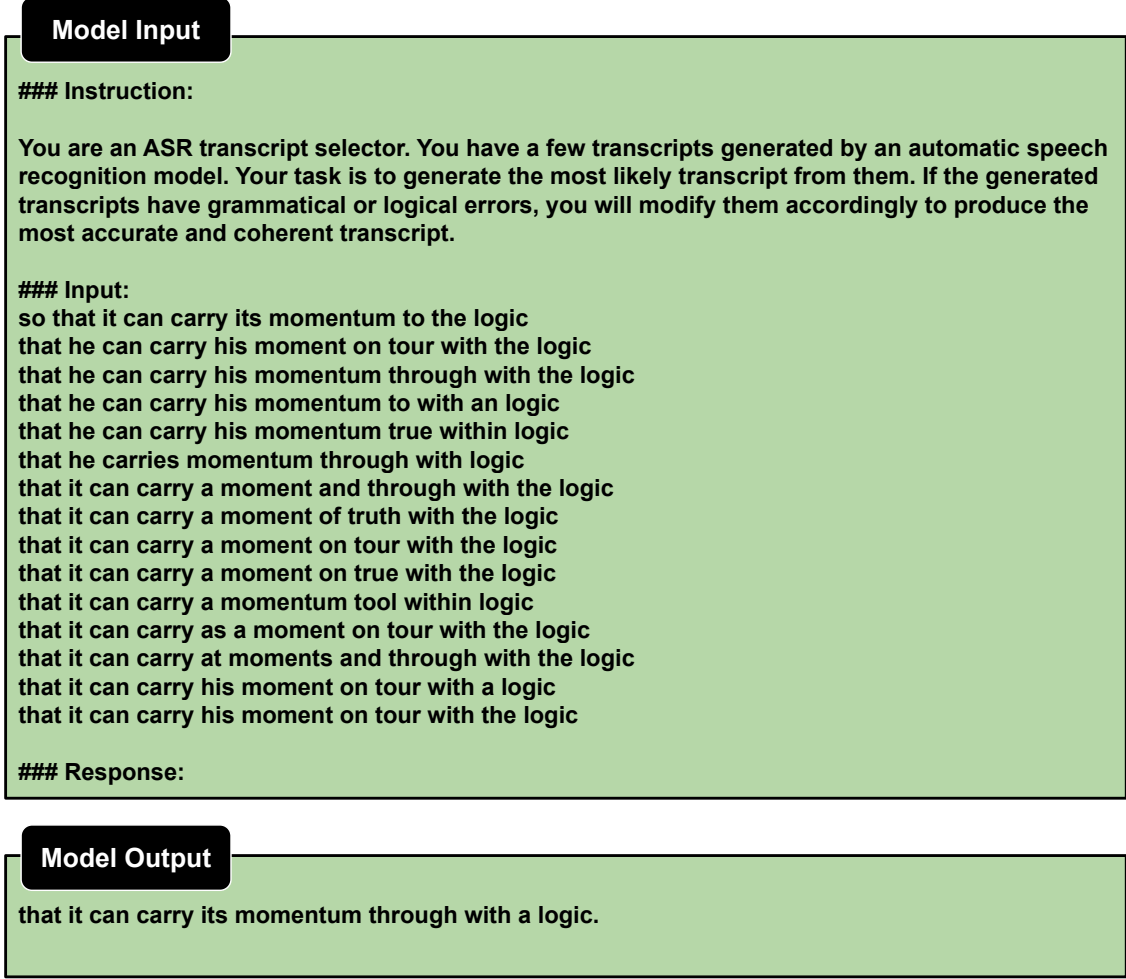 Model Input
### Instruction:
You are an ASR transcript selector. You have a few transcripts generated by an automatic speech
recognition model. Your task is to generate the most likely transcript from them. If the generated
transcripts have grammatical or logical errors, you will modify them accordingly to produce the
most accurate and coherent transcript.
### Input:
so that it can carry its momentum to the logic
that he can carry his moment on tour with the logic
that he can carry his momentum through with the logic
that he can carry his momentum to with an logic
that he can carry his momentum true within logic
that he carries momentum through with logic
that it can carry a moment and through with the logic
that it can carry a moment of truth with the logic
that it can carry a moment on tour with the logic
that it can carry a moment on true with the logic
that it can carry a momentum tool within logic
that it can carry as a moment on tour with the logic
that it can carry at moments and through with the logic
that it can carry his moment on tour with a logic
that it can carry his moment on tour with the logic
### Response:
Model Output
that it can carry its momentum through with a logic.